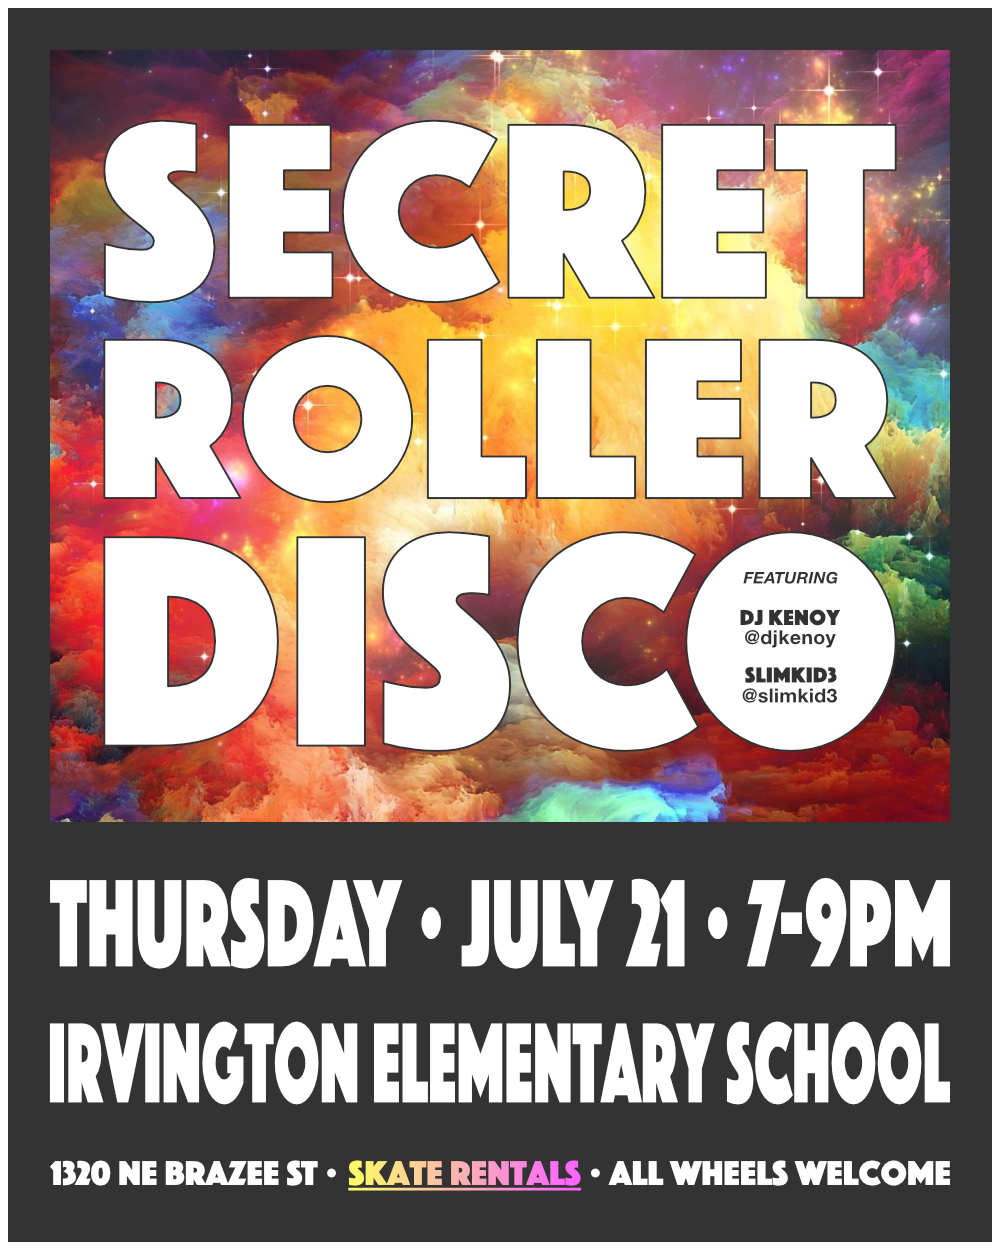 SECRET
ROLLER
DISCO
FEATURING
DJ KENOY
@djkenoy
SLIMKID3
@slimkid3
THURSDAY • JULY 21 • 7-9PM
IRVINGTON ELEMENTARY SCHOOL
1320 NE BRAZEE ST • SKATE RENTALS • ALL WHEELS WELCOME